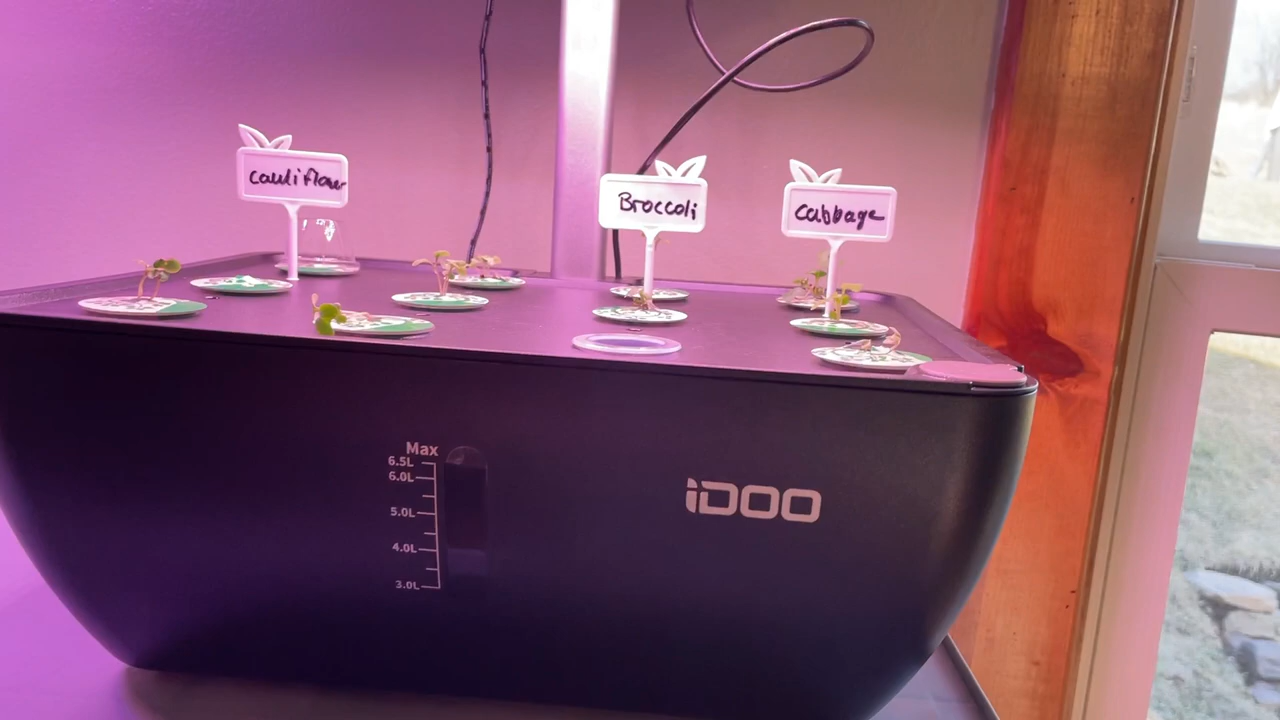 Cauliflower
Broccoli
Cabbage
Max
6.5L
6.0L
5.0L
4.0L
3.0L
iDOO